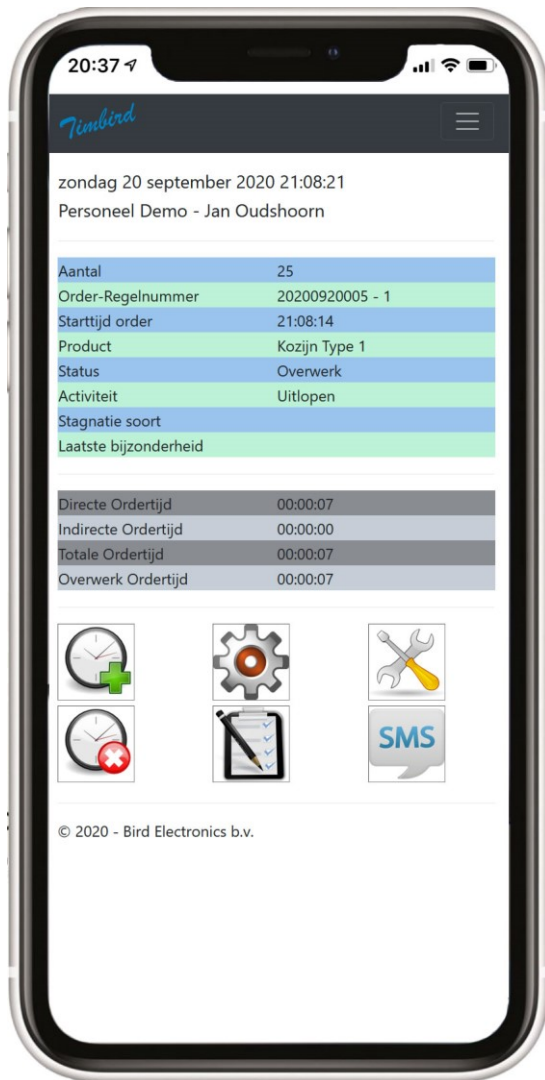 20:37
Timbird
zondag 20 september 2020 21:08:21
Personeel Demo - Jan Oudshoorn
Aantal 25
Order-Regelnummer 20200920005 - 1
Starttijd order 21:08:14
Product Kozijn Type 1
Status Overwerk
Activiteit Uitlopen
Stagnatie soort
Laatste bijzonderheid
Directe Ordertijd 00:00:07
Indirecte Ordertijd 00:00:00
Totale Ordertijd 00:00:07
Overwerk Ordertijd 00:00:07
SMS
© 2020 - Bird Electronics b.v.